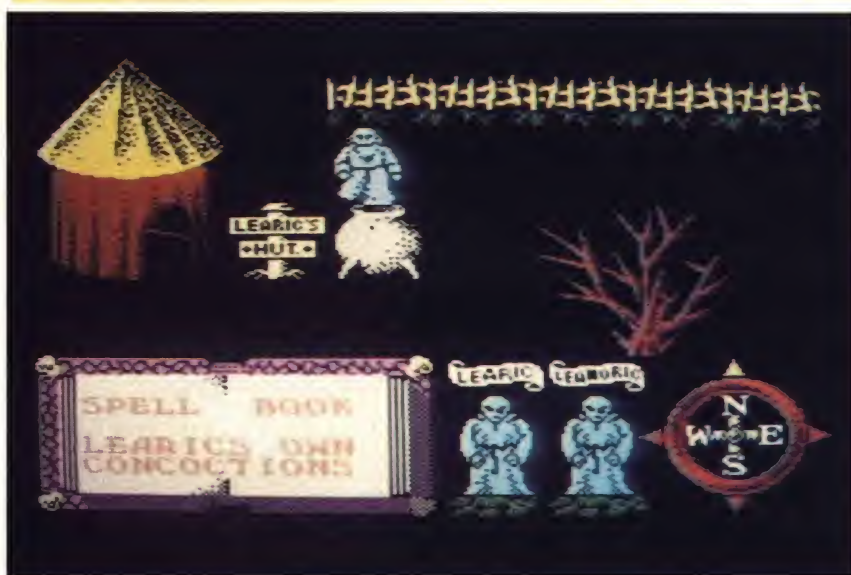 LEARIC'S
HUT.
SPELL BOOK
LEARICS OWN
CONCOCTIONS
LEARIC
LEANORIC
N
W E
S